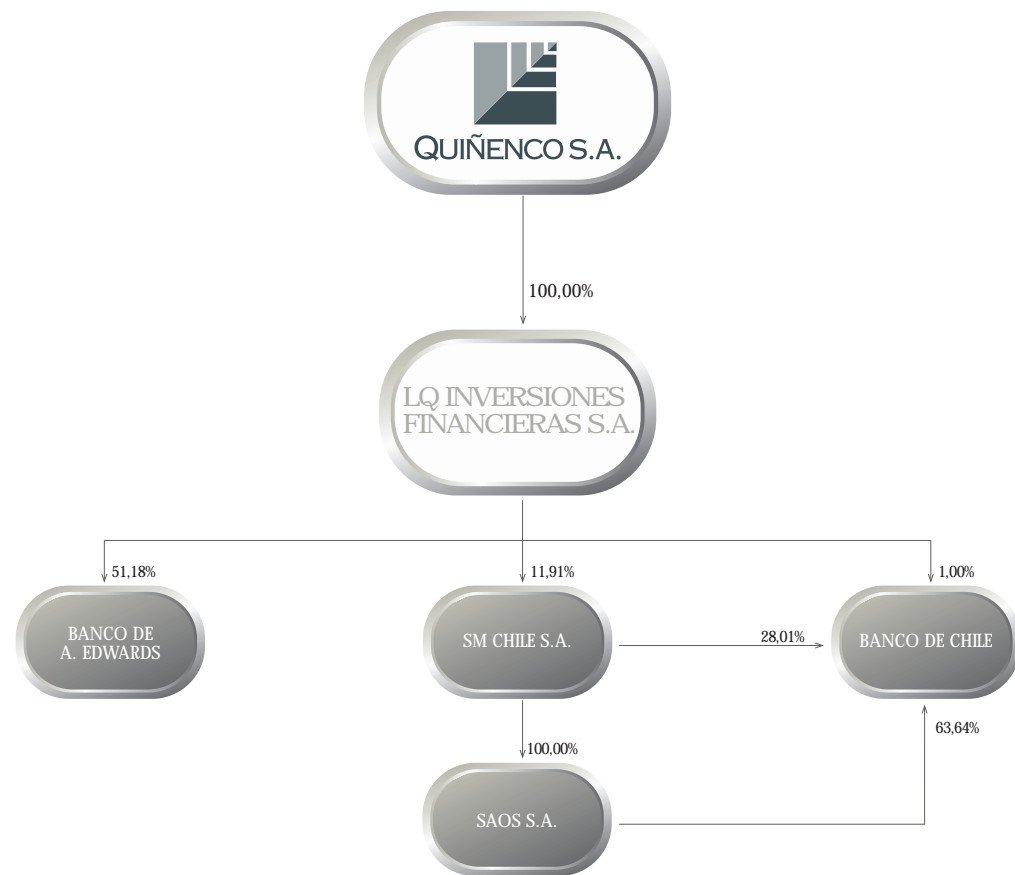 QUIÑENCO S.A.
100,00%
LQ INVERSIONES
FINANCIERAS S.A.
51,18%
11,91%
1,00%
BANCO DE
A. EDWARDS
SM CHILE S.A.
28,01%
BANCO DE CHILE
100,00%
63,64%
SAOS S.A.